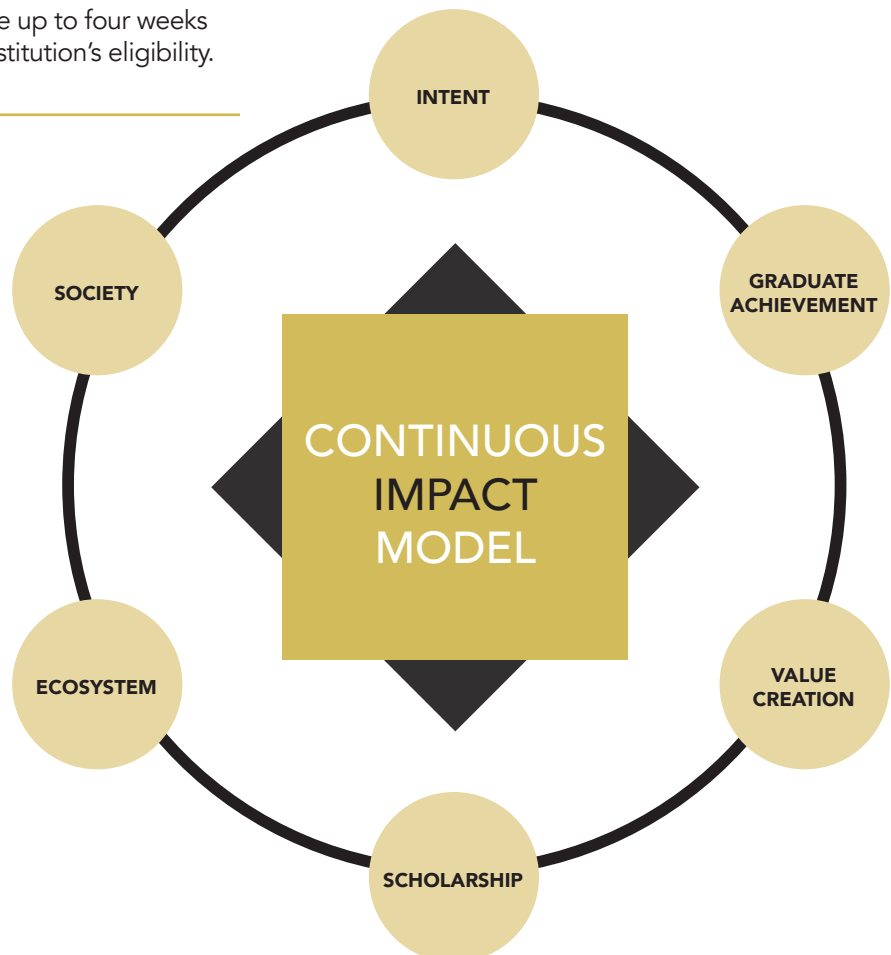 e up to four weeks
stitution’s eligibility.
INTENT
GRADUATE
ACHIEVEMENT
VALUE
CREATION
SCHOLARSHIP
ECOSYSTEM
SOCIETY
CONTINUOUS
IMPACT
MODEL